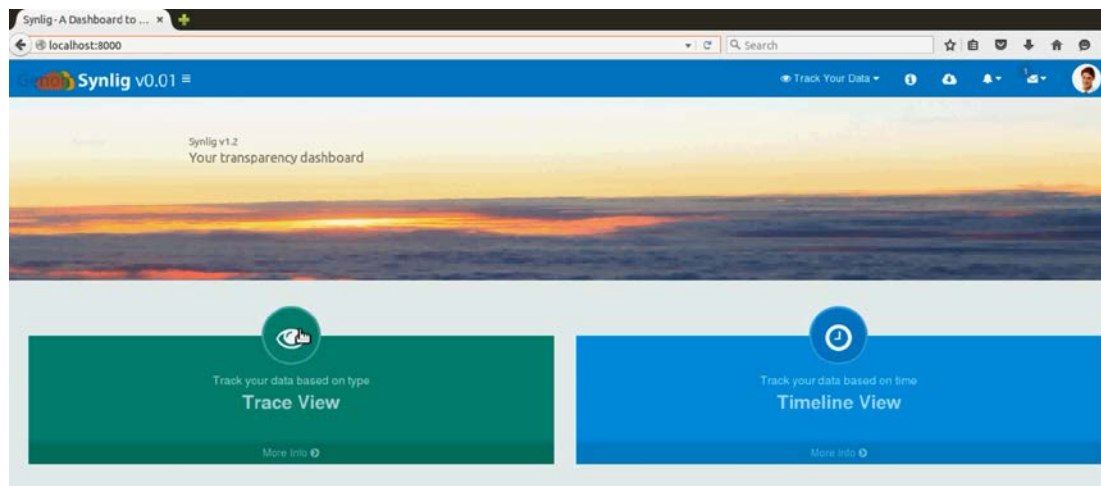 Synlig - A Dashboard to ... ×
localhost:8000
Search
Synlig v0.01
Track Your Data
1
Synlig v1.2
Your transparency dashboard
Track your data based on type
Trace View
More Info
Track your data based on time
Timeline View
More Info